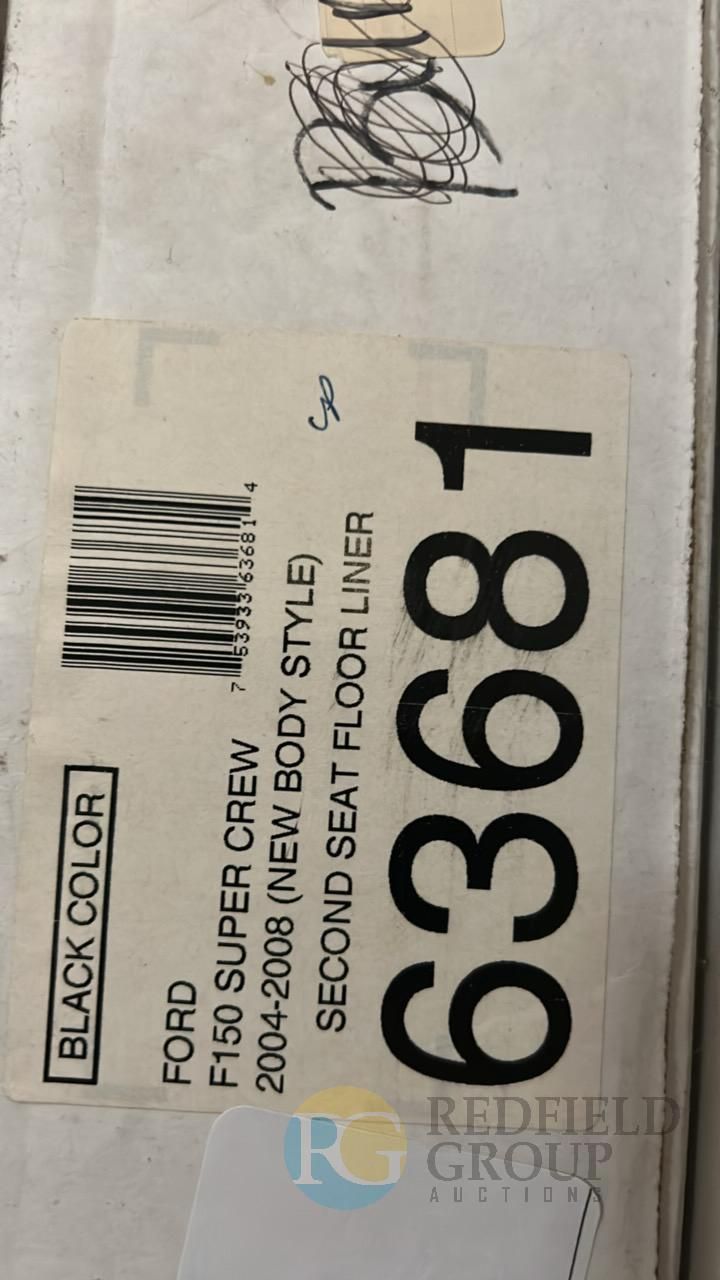 BLACK COLOR
7 53933 63681 4
FORD
F150 SUPER CREW
2004-2008 (NEW BODY STYLE)
SECOND SEAT FLOOR LINER
63681
RG
REDFIELD
GROUP
AUCTIONS